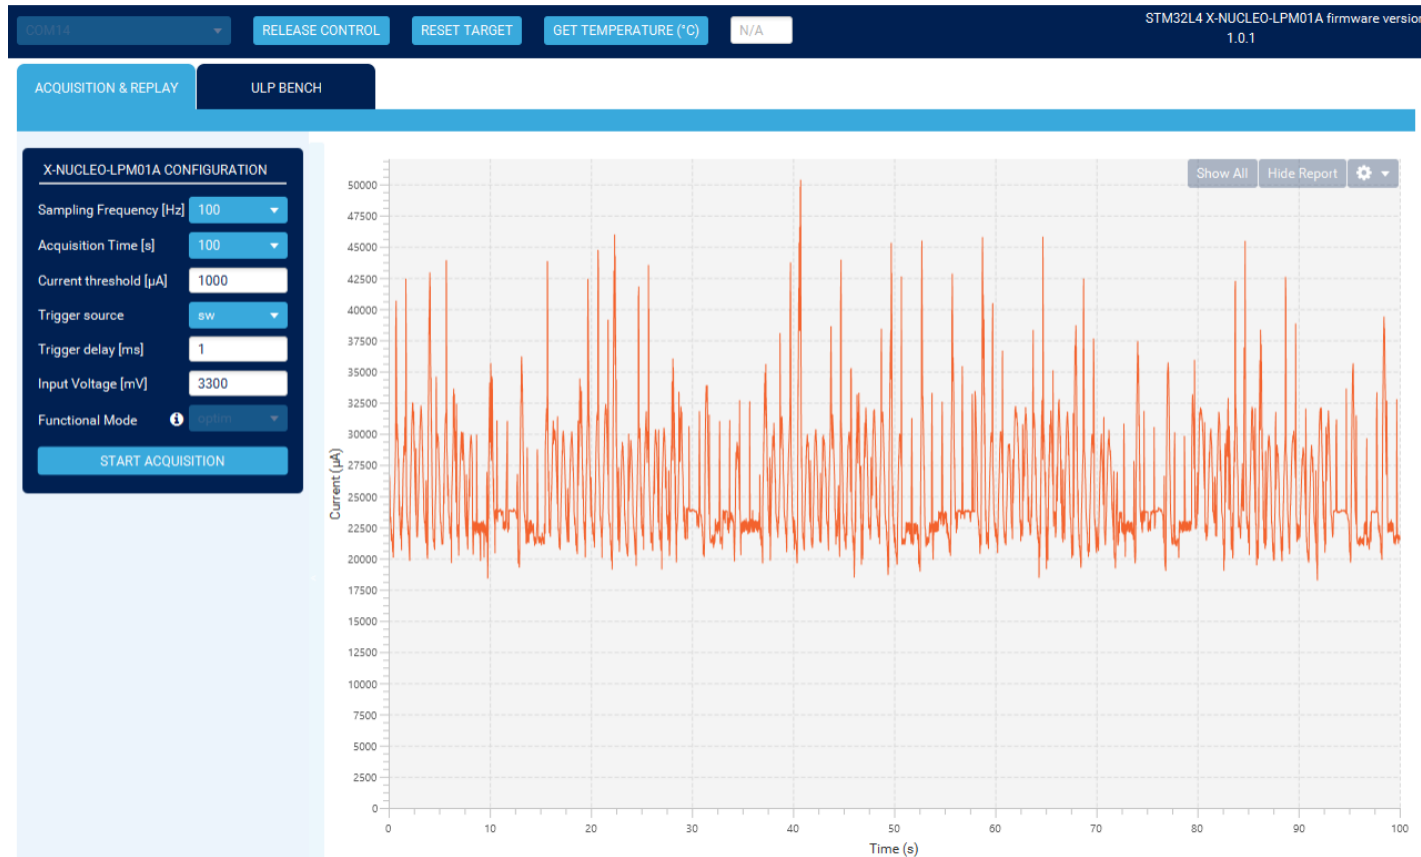 COM14
RELEASE CONTROL
RESET TARGET
GET TEMPERATURE (°C)
N/A
STM32L4 X-NUCLEO-LPM01A firmware version
1.0.1
ACQUISITION & REPLAY
ULP BENCH
X-NUCLEO-LPM01A CONFIGURATION
Sampling Frequency [Hz] 100
Acquisition Time [s] 100
Current threshold [µA] 1000
Trigger source sw
Trigger delay [ms] 1
Input Voltage [mV] 3300
Functional Mode optim
START ACQUISITION
Show All
Hide Report
50000
47500
45000
42500
40000
37500
35000
32500
30000
27500
25000
22500
20000
17500
15000
12500
10000
7500
5000
2500
0
Current (µA)
0 10 20 30 40 50 60 70 80 90 100
Time (s)